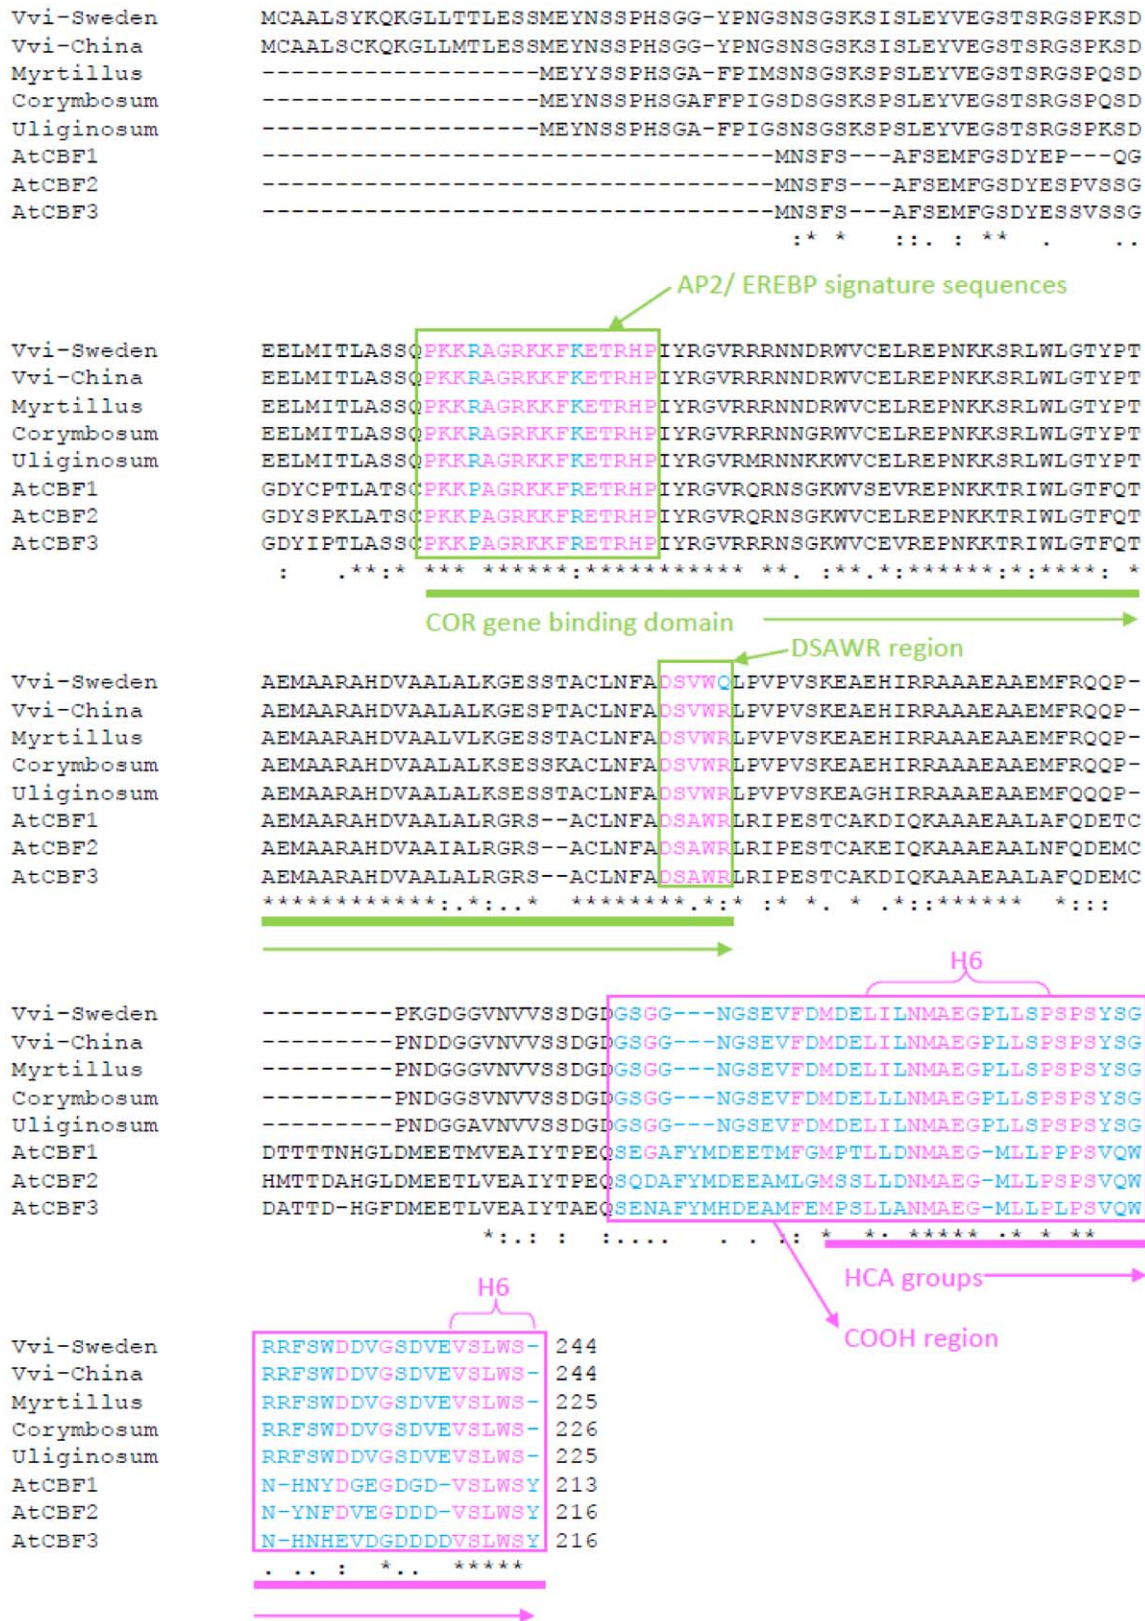 Vvi-Sweden MCAALSYKQKGLLTTLESSMEYNSSPHSGG-YPNGSNSGSKSISLEYVEGSTSRGSPKSD
Vvi-China MCAALSCKQKGLLMTLESSMEYNSSPHSGG-YPNGSNSGSKSISLEYVEGSTSRGSPKSD
Myrtillus -------------------MEYYSSPHSGA-FPIMSNSGSKSPSLEYVEGSTSRGSPQSD
Corymbosum -------------------MEYNSSPHSGAFFPIGSDSGSKSPSLEYVEGSTSRGSPQSD
Uliginosum -------------------MEYNSSPHSGA-FPIGSNSGSKSPSLEYVEGSTSRGSPKSD
AtCBF1 -----------------------------------MNSFS---AFSEMFGSDYEP---QG
AtCBF2 -----------------------------------MNSFS---AFSEMFGSDYESPVSSG
AtCBF3 -----------------------------------MNSFS---AFSEMFGSDYESSVSSG
:* * ::. : ** . ..
AP2/ EREBP signature sequences
Vvi-Sweden EELMITLASSQPKKRAGRKKFKETRHPIYRGVRRRNNDRWVCELREPNKKSRLWLGTYPT
Vvi-China EELMITLASSQPKKRAGRKKFKETRHPIYRGVRRRNNDRWVCELREPNKKSRLWLGTYPT
Myrtillus EELMITLASSQPKKRAGRKKFKETRHPIYRGVRRRNNDRWVCELREPNKKSRLWLGTYPT
Corymbosum EELMITLASSQPKKRAGRKKFKETRHPIYRGVRRRNNGRWVCELREPNKKSRLWLGTYPT
Uliginosum EELMITLASSQPKKRAGRKKFKETRHPIYRGVRMRNNKKWVCELREPNKKSRLWLGTYPT
AtCBF1 GDYCPTLATSCPKKPAGRKKFRETRHPIYRGVRQRNSGKWVSEVREPNKKTRIWLGTFQT
AtCBF2 GDYSPKLATSCPKKPAGRKKFRETRHPIYRGVRQRNSGKWVCELREPNKKTRIWLGTFQT
AtCBF3 GDYIPTLASSCPKKPAGRKKFRETRHPIYRGVRRRNSGKWVCEVREPNKKTRIWLGTFQT
: .**:* *** ******:*********** **. :**.*:******:*:****: *
COR gene binding domain
DSAWR region
Vvi-Sweden AEMAARAHDVAALALKGESSTACLNFADSVWQLPVPVSKEAEHIRRAAAEAAEMFRQQP-
Vvi-China AEMAARAHDVAALALKGESPTACLNFADSVWRLPVPVSKEAEHIRRAAAEAAEMFRQQP-
Myrtillus AEMAARAHDVAALVLKGESSTACLNFADSVWRLPVPVSKEAEHIRRAAAEAAEMFRQQP-
Corymbosum AEMAARAHDVAALALKSESSKACLNFADSVWRLPVPVSKEAEHIRRAAAEAAEMFRQQP-
Uliginosum AEMAARAHDVAALALKSESSTACLNFADSVWRLPVPVSKEAGHIRRAAAEAAEMFQQQP-
AtCBF1 AEMAARAHDVAALALRGRS--ACLNFADSAWRLRIPESTCAKDIQKAAAEAALAFQDETC
AtCBF2 AEMAARAHDVAAIALRGRS--ACLNFADSAWRLRIPESTCAKEIQKAAAEAALNFQDEMC
AtCBF3 AEMAARAHDVAALALRGRS--ACLNFADSAWRLRIPESTCAKDIQKAAAEAALAFQDEMC
************:.*:..* ********.*:* :* *. * .*::****** *:::
H6
Vvi-Sweden ----------PKGDGGVNVVSSDGDGSGG---NGSEVFDMDELILNMAEGPLLSPSPSYSG
Vvi-China ----------PNDDGGVNVVSSDGDGSGG---NGSEVFDMDELILNMAEGPLLSPSPSYSG
Myrtillus ----------PNDGGGVNVVSSDGDGSGG---NGSEVFDMDELILNMAEGPLLSPSPSYSG
Corymbosum ----------PNDGGSVNVVSSDGDGSGG---NGSEVFDMDELLLNMAEGPLLSPSPSYSG
Uliginosum ----------PNDGGAVNVVSSDGDGSGG---NGSEVFDMDELILNMAEGPLLSPSPSYSG
AtCBF1 DTTTTNHGLDMEETMVEAIYTPEQSEGAFYMDEETMFGMPTLLDNMAEG-MLLPPPSVQW
AtCBF2 HMTTDAHGLDMEETLVEAIYTPEQSQDAFYMDEEAMLGMSSLLDNMAEG-MLLPSPSVQW
AtCBF3 DATTD-HGFDMEETLVEAIYTAEQSENAFYMHDEAMFEMPSLLANMAEG-MLLPLPSVQW
*:.: : :.... . . :: * *: ***** :* * **
HCA groups
COOH region
H6
Vvi-Sweden RRFSWDDVGSDVEVSLWS- 244
Vvi-China RRFSWDDVGSDVEVSLWS- 244
Myrtillus RRFSWDDVGSDVEVSLWS- 225
Corymbosum RRFSWDDVGSDVEVSLWS- 226
Uliginosum RRFSWDDVGSDVEVSLWS- 225
AtCBF1 N-HNYDGEGDGD-VSLWSY 213
AtCBF2 N-YNFDVEGDDD-VSLWSY 216
AtCBF3 N-HNHEVDGDDDDVSLWSY 216
. .. : *.. *****